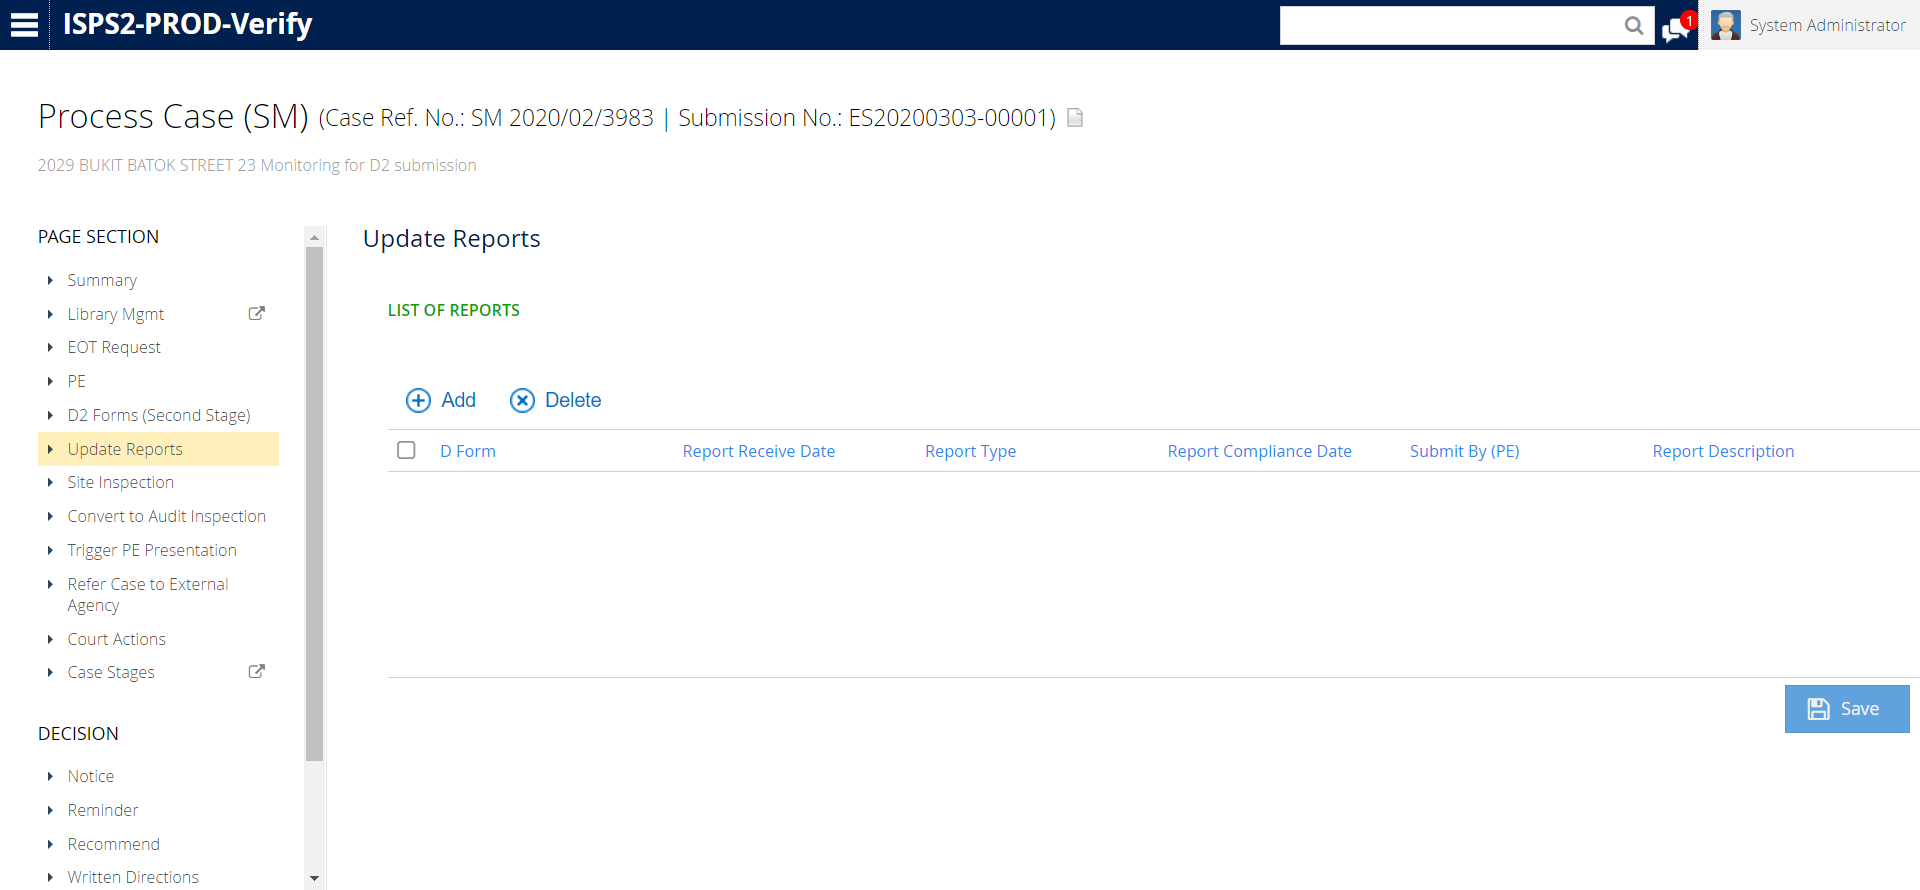 ISPS2-PROD-Verify
1
System Administrator
Process Case (SM) (Case Ref. No.: SM 2020/02/3983 | Submission No.: ES20200303-00001)
2029 BUKIT BATOK STREET 23 Monitoring for D2 submission
PAGE SECTION
Summary
Library Mgmt
EOT Request
PE
D2 Forms (Second Stage)
Update Reports
Site Inspection
Convert to Audit Inspection
Trigger PE Presentation
Refer Case to External
Agency
Court Actions
Case Stages
DECISION
Notice
Reminder
Recommend
Written Directions
Update Reports
LIST OF REPORTS
Add Delete
D Form Report Receive Date Report Type Report Compliance Date Submit By (PE) Report Description
Save